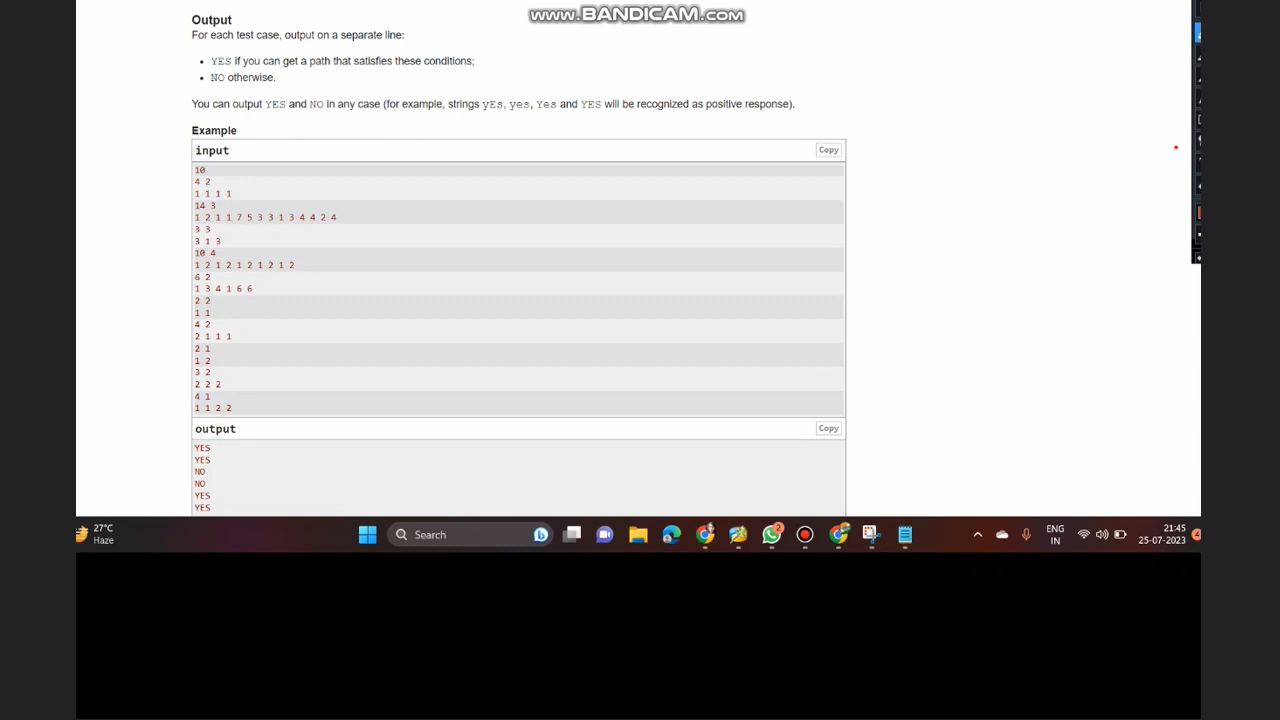 www.BANDICAM.com
Output
For each test case, output on a separate line:
• YES if you can get a path that satisfies these conditions;
• NO otherwise.
You can output YES and NO in any case (for example, strings yEs, yes, Yes and YES will be recognized as positive response).
Example
input
Copy
10
4 2
1 1 1 1
14 3
1 2 1 1 7 5 3 3 1 3 4 4 2 4
3 3
3 1 3
10 4
1 2 1 2 1 2 1 2 1 2
6 2
1 3 4 1 6 6
2 2
1 1
4 2
2 1 1 1
2 1
1 2
3 2
2 2 2
4 1
1 1 2 2
output
Copy
YES
YES
NO
NO
YES
YES
27°C
Haze
Search
2
ENG
IN
21:45
25-07-2023
4